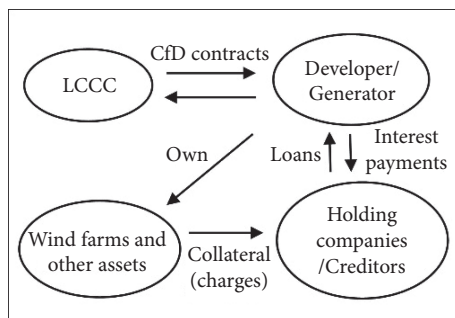 CfD contracts
LCCC
Developer/
Generator
Own
Loans
Interest
payments
Wind farms and
other assets
Collateral
(charges)
Holding
companies
/Creditors